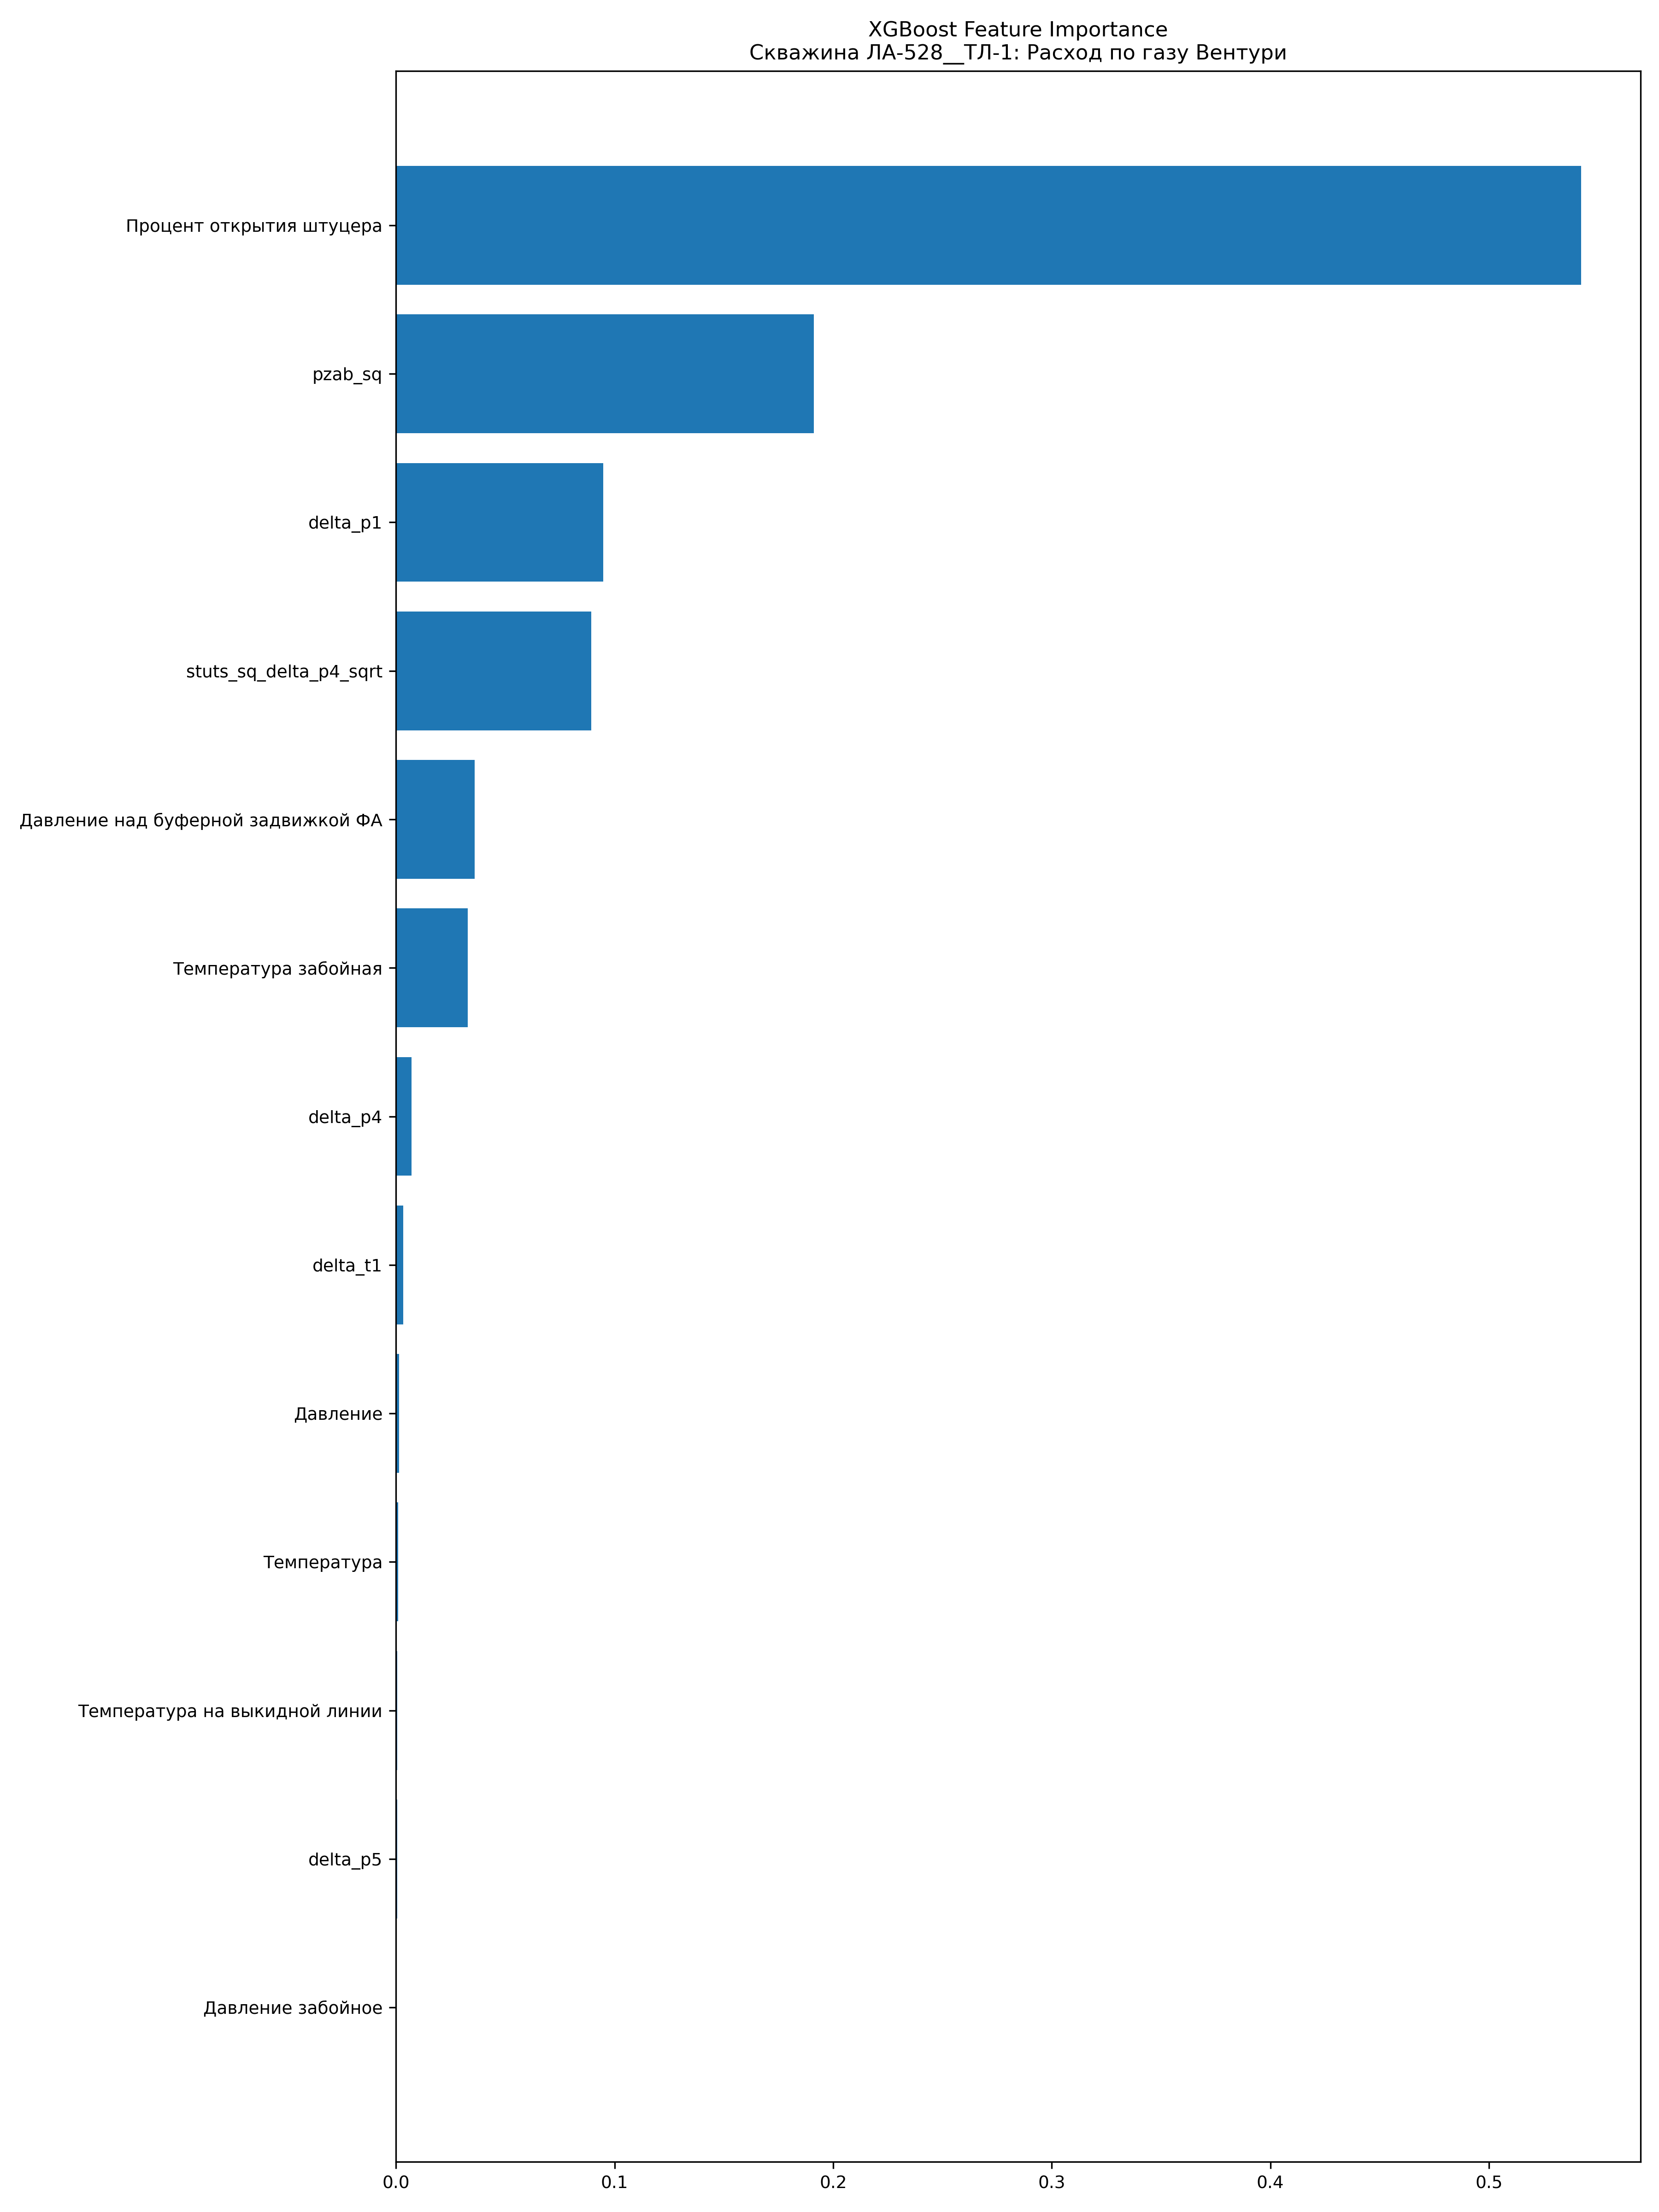 XGBoost Feature Importance
Скважина ЛА-528__ТЛ-1: Расход по газу Вентури
Процент открытия штуцера
pzab_sq
delta_p1
stuts_sq_delta_p4_sqrt
Давление над буферной задвижкой ФА
Температура забойная
delta_p4
delta_t1
Давление
Температура
Температура на выкидной линии
delta_p5
Давление забойное
0.0 0.1 0.2 0.3 0.4 0.5